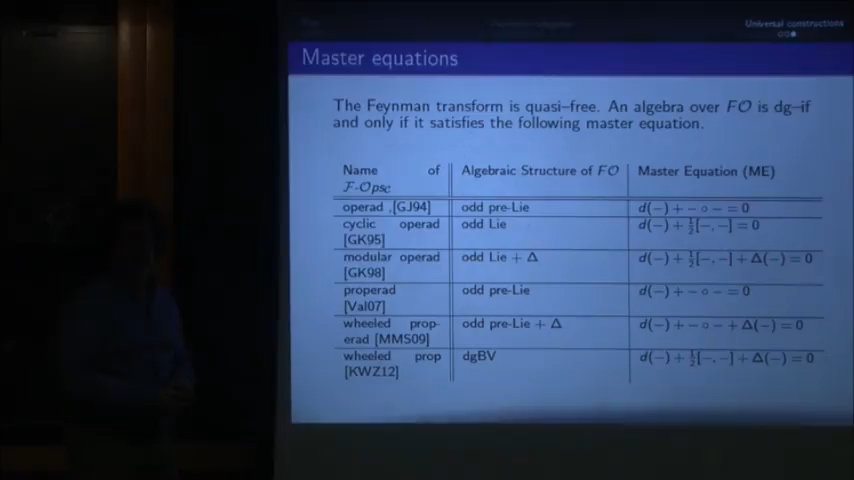 Universal constructions
Master equations
The Feynman transform is quasi–free. An algebra over FO is dg–if
and only if it satisfies the following master equation.
Name of F-Ops_C | Algebraic Structure of FO | Master Equation (ME)
operad ,[GJ94] | odd pre-Lie | d(−) + − ∘ − = 0
cyclic operad [GK95] | odd Lie | d(−) + ½[−, −] = 0
modular operad [GK98] | odd Lie + Δ | d(−) + ½[−, −] + Δ(−) = 0
properad [Val07] | odd pre-Lie | d(−) + − ∘ − = 0
wheeled prop-erad [MMS09] | odd pre-Lie + Δ | d(−) + − ∘ − + Δ(−) = 0
wheeled prop [KWZ12] | dgBV | d(−) + ½[−, −] + Δ(−) = 0